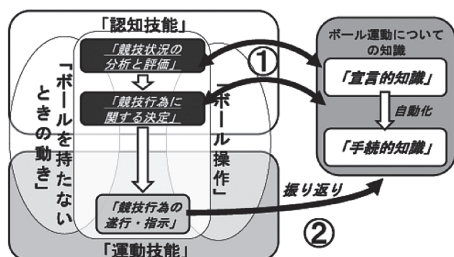 「認知技能」
「競技状況の
分析と評価」
「競技行為に
関する決定」
「ボールを持たない
ときの動き」
「ボール操作」
「競技行為の
遂行・指示」
「運動技能」
①
振り返り
②
ボール運動につい
ての知識
「宣言的知識」
自動化
「手続的知識」